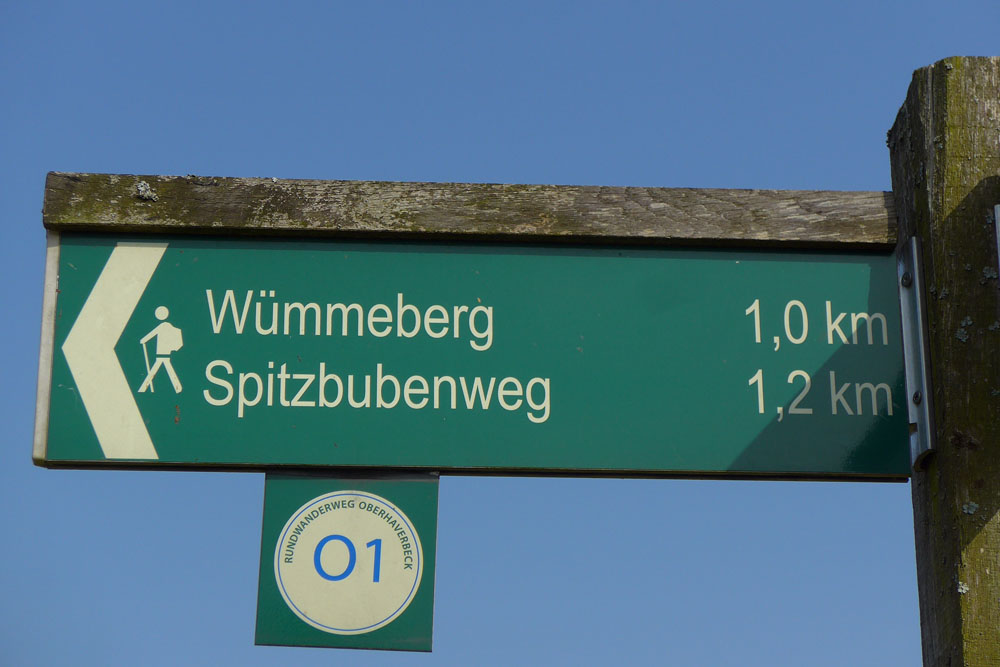 Wümmeberg 1,0 km
Spitzbubenweg 1,2 km
RUNDWANDERWEG OBERHAVERBECK
O1